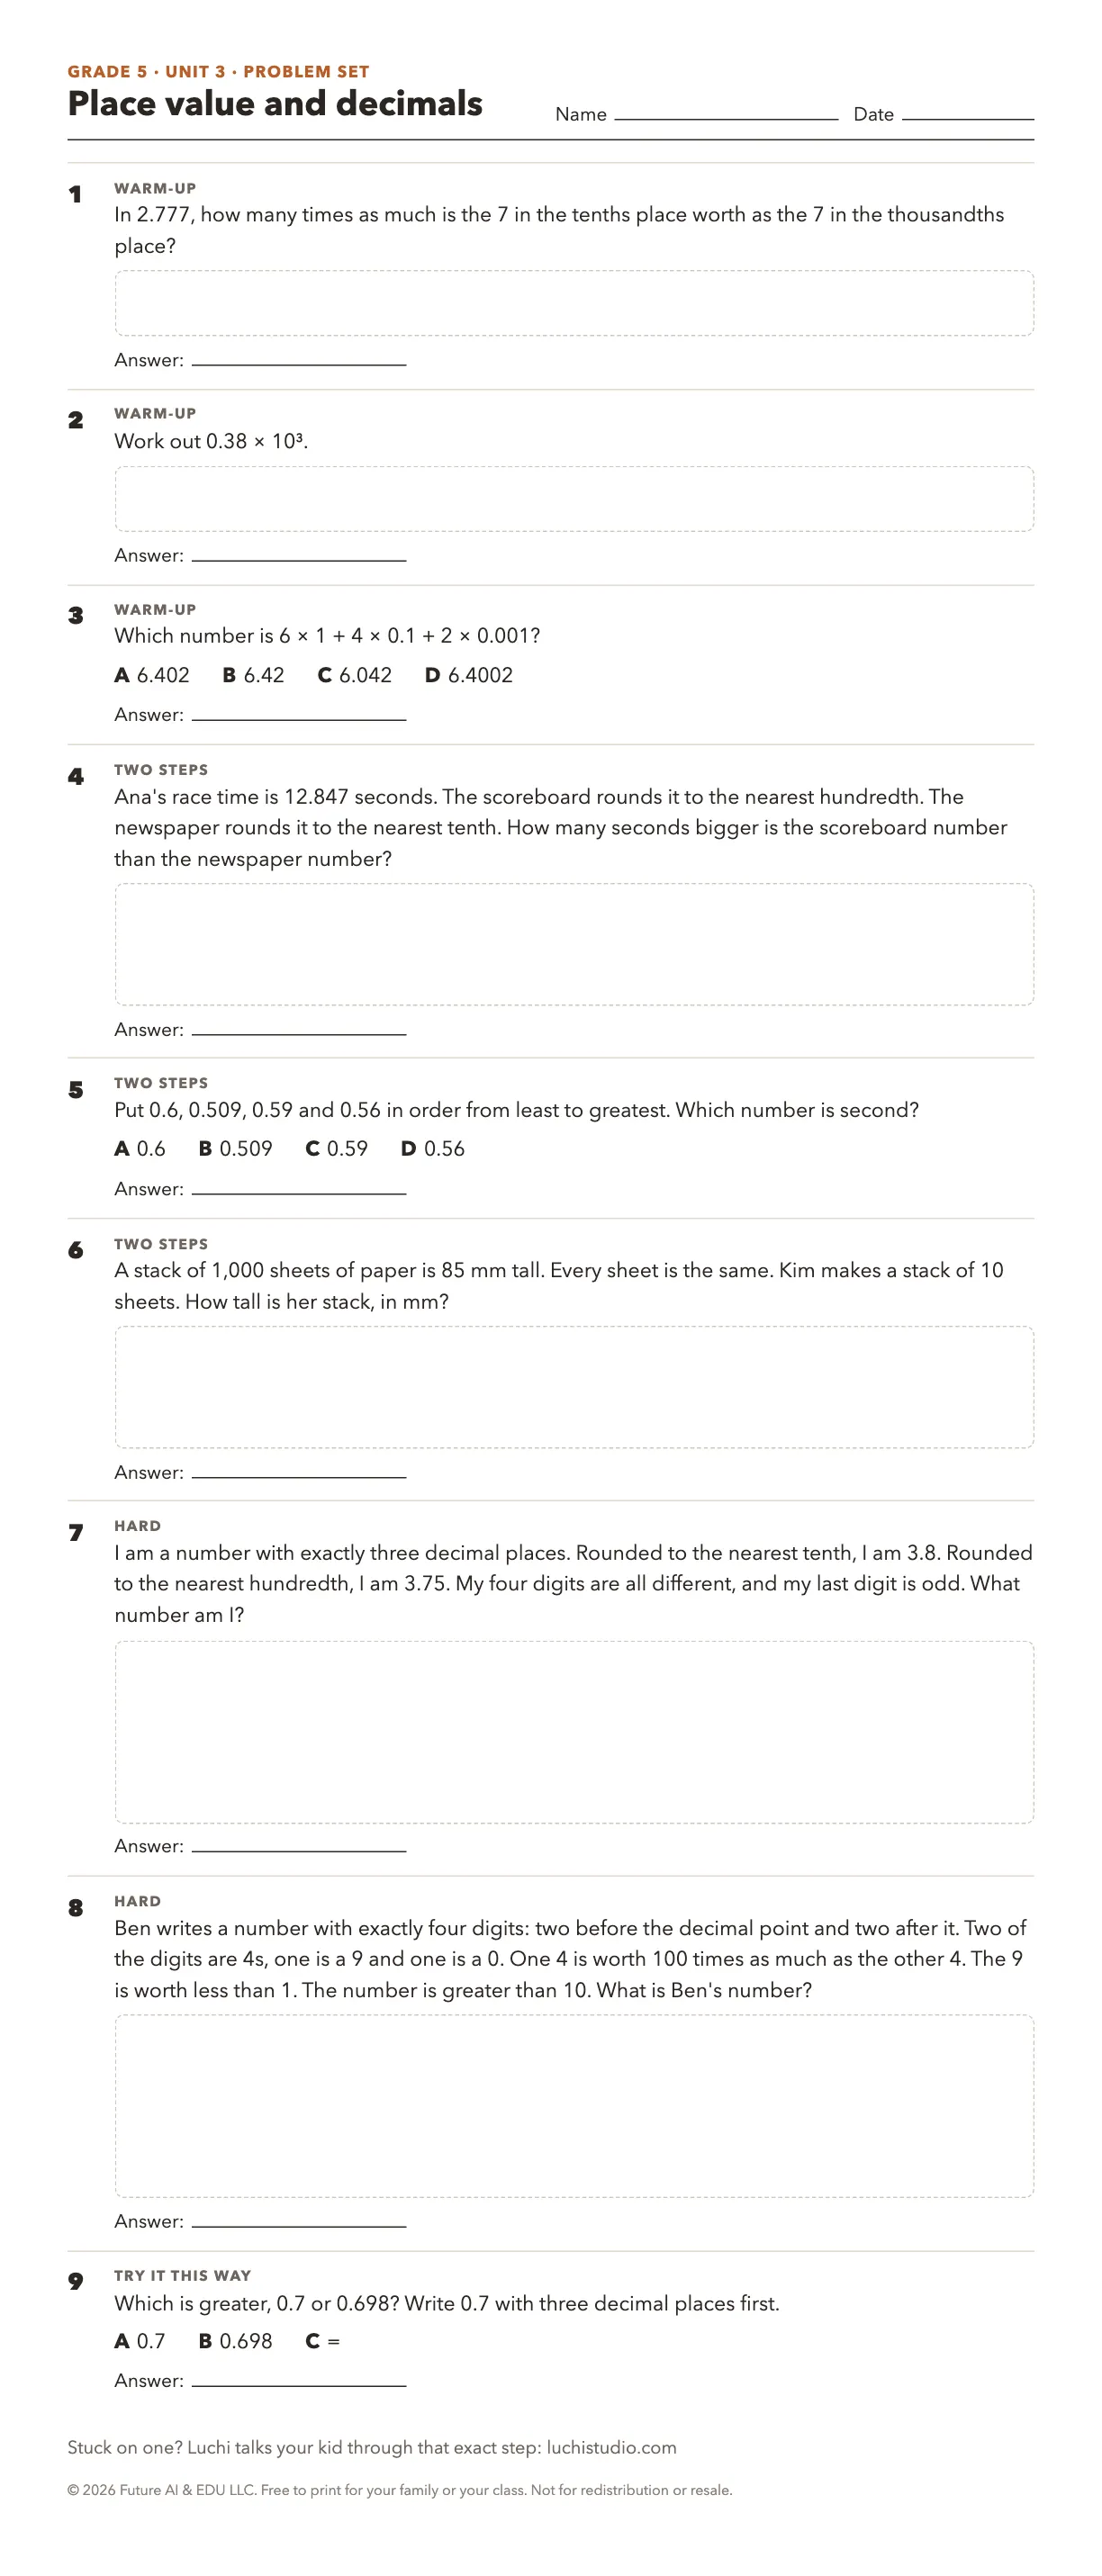 GRADE 5 · UNIT 3 · PROBLEM SET
Place value and decimals
Name
Date
1
WARM-UP
In 2.777, how many times as much is the 7 in the tenths place worth as the 7 in the thousandths
place?
Answer:
2
WARM-UP
Work out 0.38 × 10³.
Answer:
3
WARM-UP
Which number is 6 × 1 + 4 × 0.1 + 2 × 0.001?
A 6.402 B 6.42 C 6.042 D 6.4002
Answer:
4
TWO STEPS
Ana's race time is 12.847 seconds. The scoreboard rounds it to the nearest hundredth. The
newspaper rounds it to the nearest tenth. How many seconds bigger is the scoreboard number
than the newspaper number?
Answer:
5
TWO STEPS
Put 0.6, 0.509, 0.59 and 0.56 in order from least to greatest. Which number is second?
A 0.6 B 0.509 C 0.59 D 0.56
Answer:
6
TWO STEPS
A stack of 1,000 sheets of paper is 85 mm tall. Every sheet is the same. Kim makes a stack of 10
sheets. How tall is her stack, in mm?
Answer:
7
HARD
I am a number with exactly three decimal places. Rounded to the nearest tenth, I am 3.8. Rounded
to the nearest hundredth, I am 3.75. My four digits are all different, and my last digit is odd. What
number am I?
Answer:
8
HARD
Ben writes a number with exactly four digits: two before the decimal point and two after it. Two of
the digits are 4s, one is a 9 and one is a 0. One 4 is worth 100 times as much as the other 4. The 9
is worth less than 1. The number is greater than 10. What is Ben's number?
Answer:
9
TRY IT THIS WAY
Which is greater, 0.7 or 0.698? Write 0.7 with three decimal places first.
A 0.7 B 0.698 C =
Answer:
Stuck on one? Luchi talks your kid through that exact step: luchistudio.com
© 2026 Future AI & EDU LLC. Free to print for your family or your class. Not for redistribution or resale.